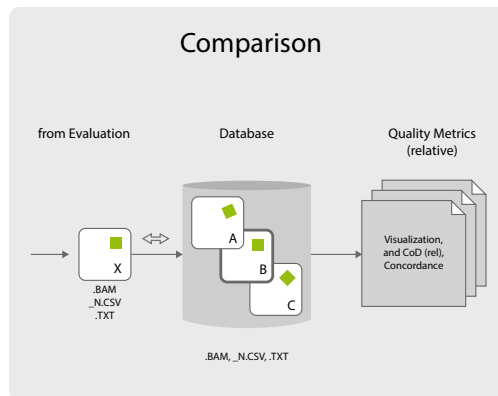 Comparison
from Evaluation
Database
Quality Metrics
(relative)
A
B
C
X
Visualization,
and CoD (rel),
Concordance
.BAM
_N.CSV
.TXT
.BAM, _N.CSV, .TXT